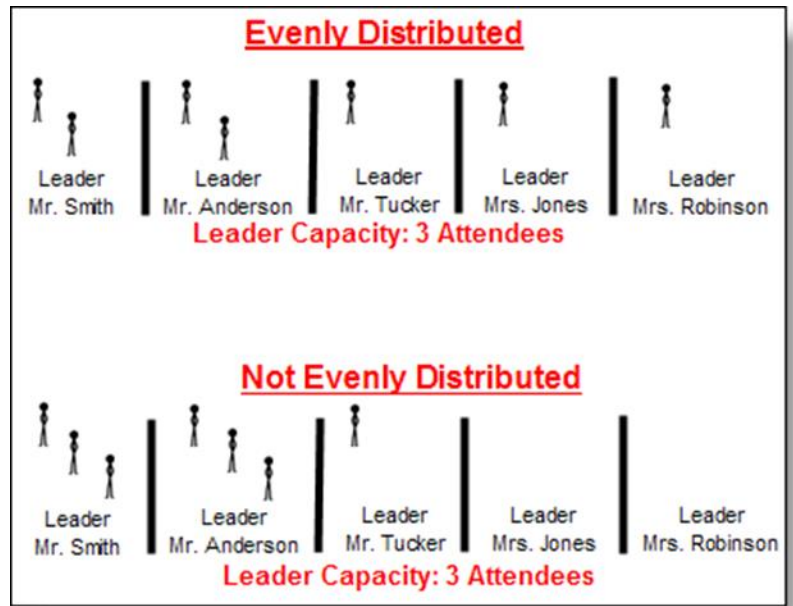 Evenly Distributed
Leader Leader Leader Leader Leader
Mr. Smith Mr. Anderson Mr. Tucker Mrs. Jones Mrs. Robinson
Leader Capacity: 3 Attendees
Not Evenly Distributed
Leader Leader Leader Leader Leader
Mr. Smith Mr. Anderson Mr. Tucker Mrs. Jones Mrs. Robinson
Leader Capacity: 3 Attendees